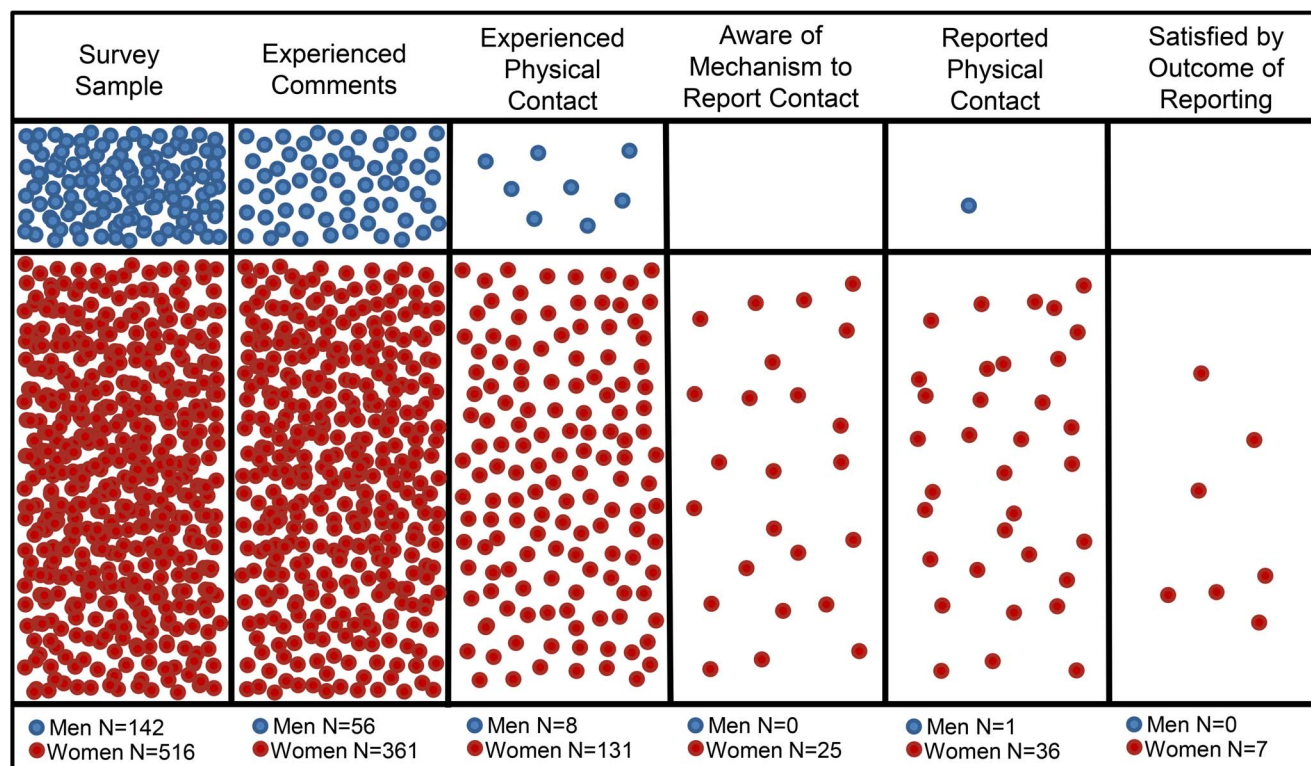 Survey
Sample
Experienced
Comments
Experienced
Physical
Contact
Aware of
Mechanism to
Report Contact
Reported
Physical
Contact
Satisfied by
Outcome of
Reporting
Men N=142
Women N=516
Men N=56
Women N=361
Men N=8
Women N=131
Men N=0
Women N=25
Men N=1
Women N=36
Men N=0
Women N=7